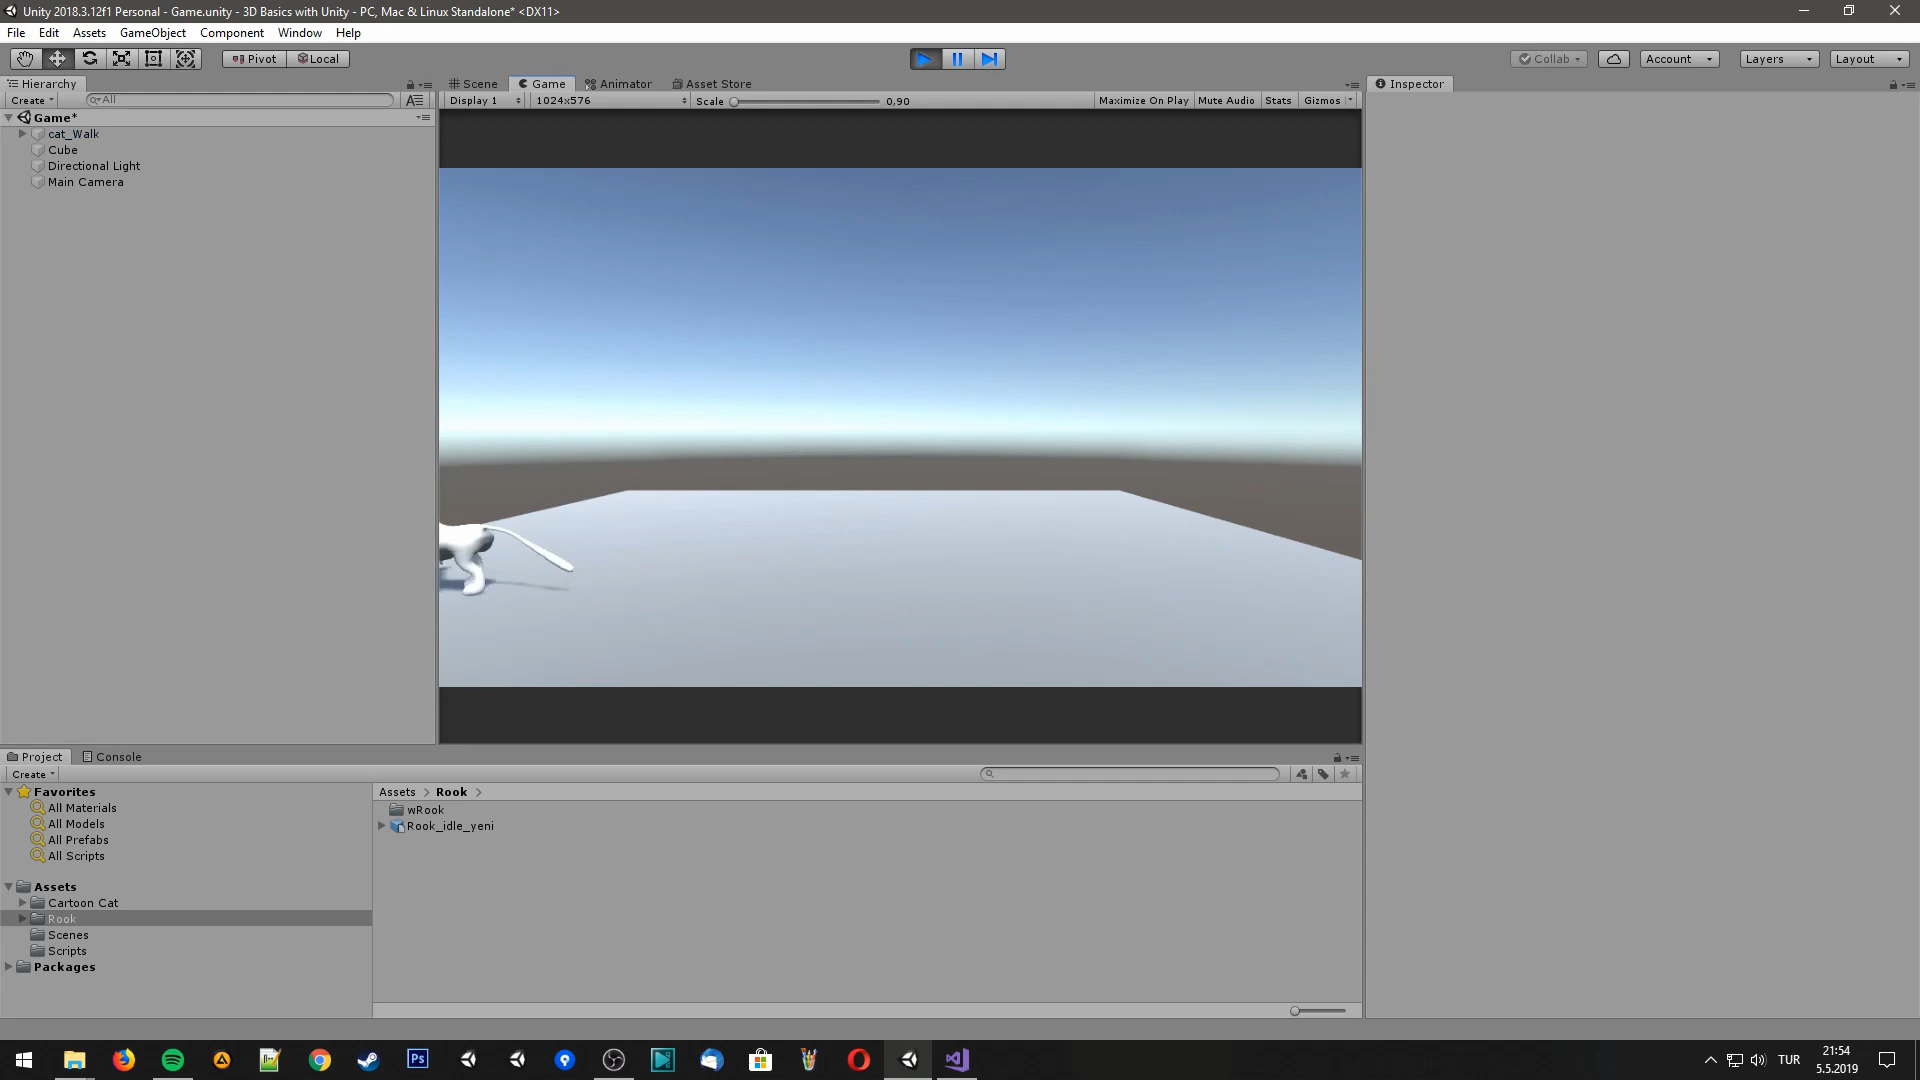 Unity 2018.3.12f1 Personal - Game.unity - 3D Basics with Unity - PC, Mac & Linux Standalone* <DX11>
File Edit Assets GameObject Component Window Help
Pivot Local Collab Account Layers Layout
Hierarchy Scene Game Animator Asset Store Inspector
Create All Display 1 1024x576 Scale 0,90 Maximize On Play Mute Audio Stats Gizmos
Game*
cat_Walk
Cube
Directional Light
Main Camera
Project Console
Create
Favorites
All Materials
All Models
All Prefabs
All Scripts
Assets
Cartoon Cat
Rook
Scenes
Scripts
Packages
Assets > Rook >
wRook
Rook_idle_yeni
Ps
TUR
21:54
5.5.2019